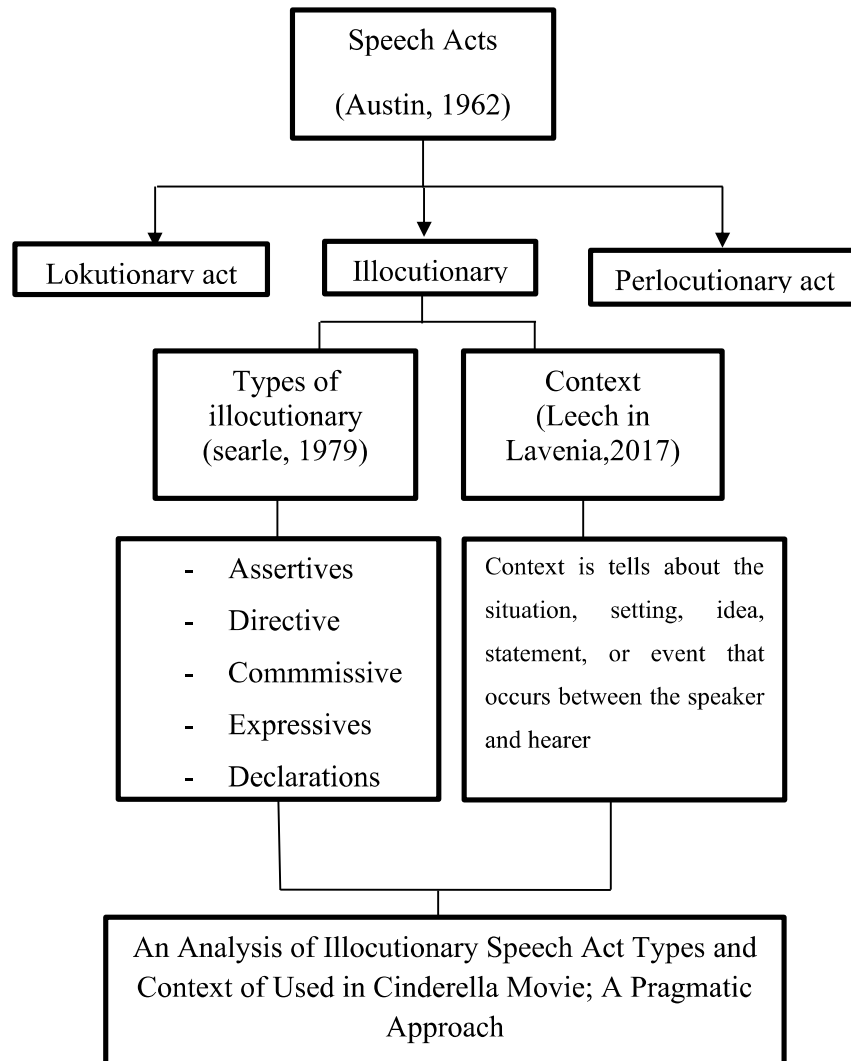 Speech Acts
(Austin, 1962)
Lokutionary act
Illocutionary
Perlocutionary act
Types of
illocutionary
(searle, 1979)
Context
(Leech in
Lavenia,2017)
- Assertives
- Directive
- Commmissive
- Expressives
- Declarations
Context is tells about the
situation, setting, idea,
statement, or event that
occurs between the speaker
and hearer
An Analysis of Illocutionary Speech Act Types and
Context of Used in Cinderella Movie; A Pragmatic
Approach